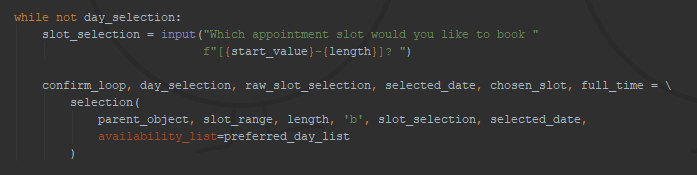 while not day_selection:
slot_selection = input("Which appointment slot would you like to book "
f"[{start_value}-{length}]? ")
confirm_loop, day_selection, raw_slot_selection, selected_date, chosen_slot, full_time = \
selection(
parent_object, slot_range, length, 'b', slot_selection, selected_date,
availability_list=preferred_day_list
)